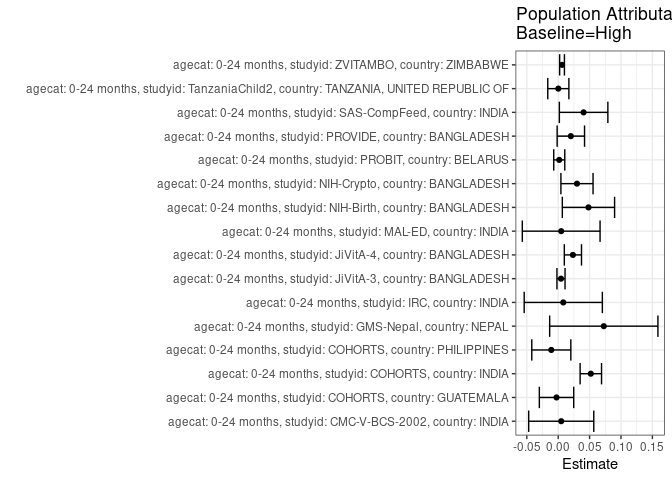 Population Attributa
Baseline=High
agecat: 0-24 months, studyid: ZVITAMBO, country: ZIMBABWE
agecat: 0-24 months, studyid: TanzaniaChild2, country: TANZANIA, UNITED REPUBLIC OF
agecat: 0-24 months, studyid: SAS-CompFeed, country: INDIA
agecat: 0-24 months, studyid: PROVIDE, country: BANGLADESH
agecat: 0-24 months, studyid: PROBIT, country: BELARUS
agecat: 0-24 months, studyid: NIH-Crypto, country: BANGLADESH
agecat: 0-24 months, studyid: NIH-Birth, country: BANGLADESH
agecat: 0-24 months, studyid: MAL-ED, country: INDIA
agecat: 0-24 months, studyid: JiVitA-4, country: BANGLADESH
agecat: 0-24 months, studyid: JiVitA-3, country: BANGLADESH
agecat: 0-24 months, studyid: IRC, country: INDIA
agecat: 0-24 months, studyid: GMS-Nepal, country: NEPAL
agecat: 0-24 months, studyid: COHORTS, country: PHILIPPINES
agecat: 0-24 months, studyid: COHORTS, country: INDIA
agecat: 0-24 months, studyid: COHORTS, country: GUATEMALA
agecat: 0-24 months, studyid: CMC-V-BCS-2002, country: INDIA
-0.05 0.00 0.05 0.10 0.15
Estimate